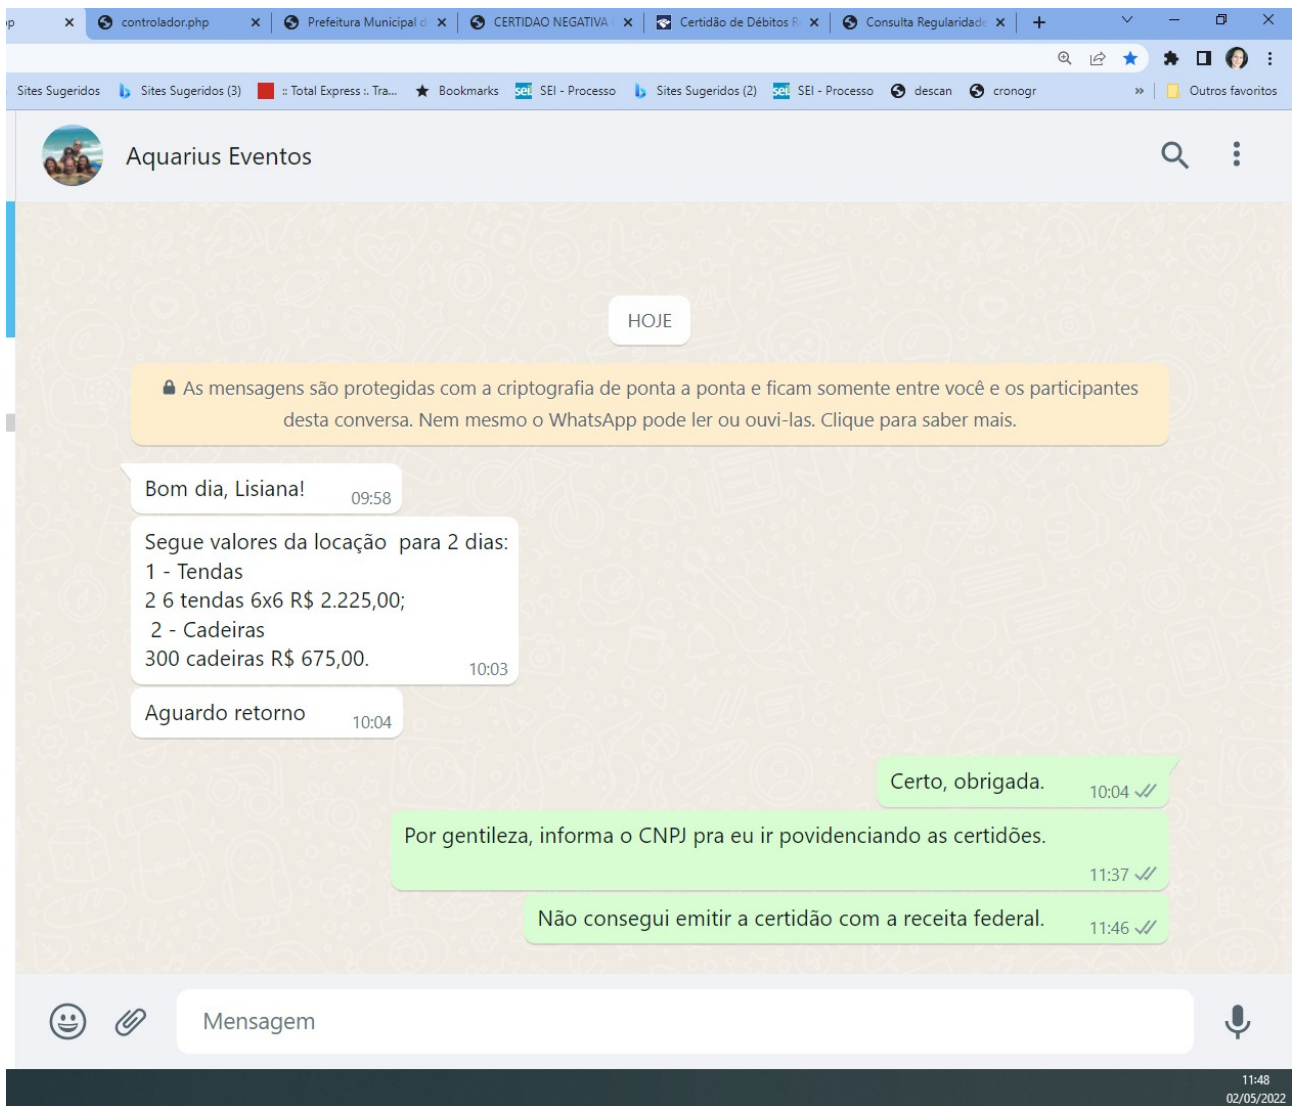 p
controlador.php
Prefeitura Municipal d
CERTIDAO NEGATIVA
Certidão de Débitos R
Consulta Regularidade
Sites Sugeridos
Sites Sugeridos (3)
:: Total Express :. Tra...
Bookmarks
sei. SEI - Processo
Sites Sugeridos (2)
sei. SEI - Processo
descan
cronogr
»
Outros favoritos
Aquarius Eventos
HOJE
As mensagens são protegidas com a criptografia de ponta a ponta e ficam somente entre você e os participantes
desta conversa. Nem mesmo o WhatsApp pode ler ou ouvi-las. Clique para saber mais.
Bom dia, Lisiana! 09:58
Segue valores da locação  para 2 dias:
1 - Tendas
2 6 tendas 6x6 R$ 2.225,00;
2 - Cadeiras
300 cadeiras R$ 675,00. 10:03
Aguardo retorno 10:04
Certo, obrigada. 10:04
Por gentileza, informa o CNPJ pra eu ir povidenciando as certidões.
11:37
Não consegui emitir a certidão com a receita federal. 11:46
Mensagem
11:48
02/05/2022